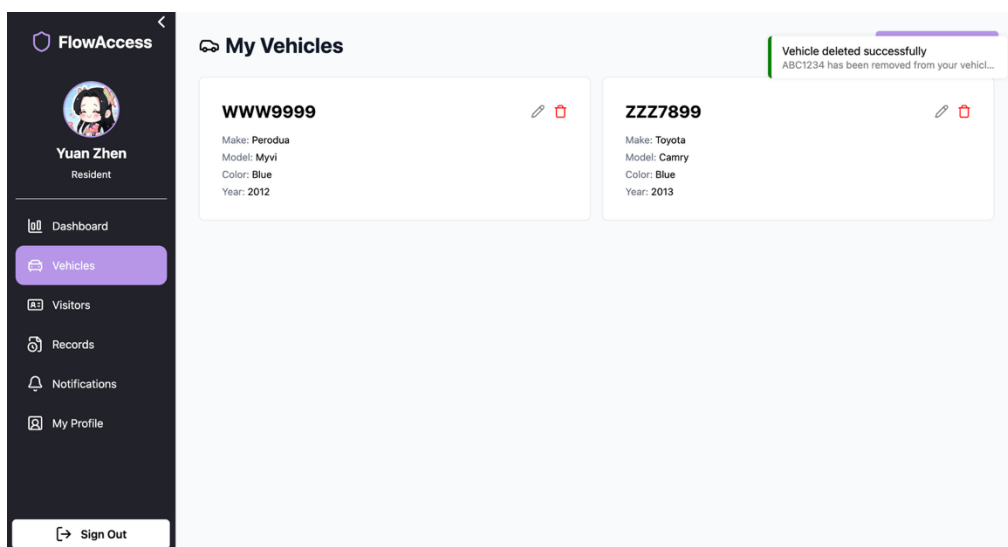 FlowAccess
Yuan Zhen
Resident
Dashboard
Vehicles
Visitors
Records
Notifications
My Profile
Sign Out
My Vehicles
Vehicle deleted successfully
ABC1234 has been removed from your vehicl...
WWW9999
Make: Perodua
Model: Myvi
Color: Blue
Year: 2012
ZZZ7899
Make: Toyota
Model: Camry
Color: Blue
Year: 2013